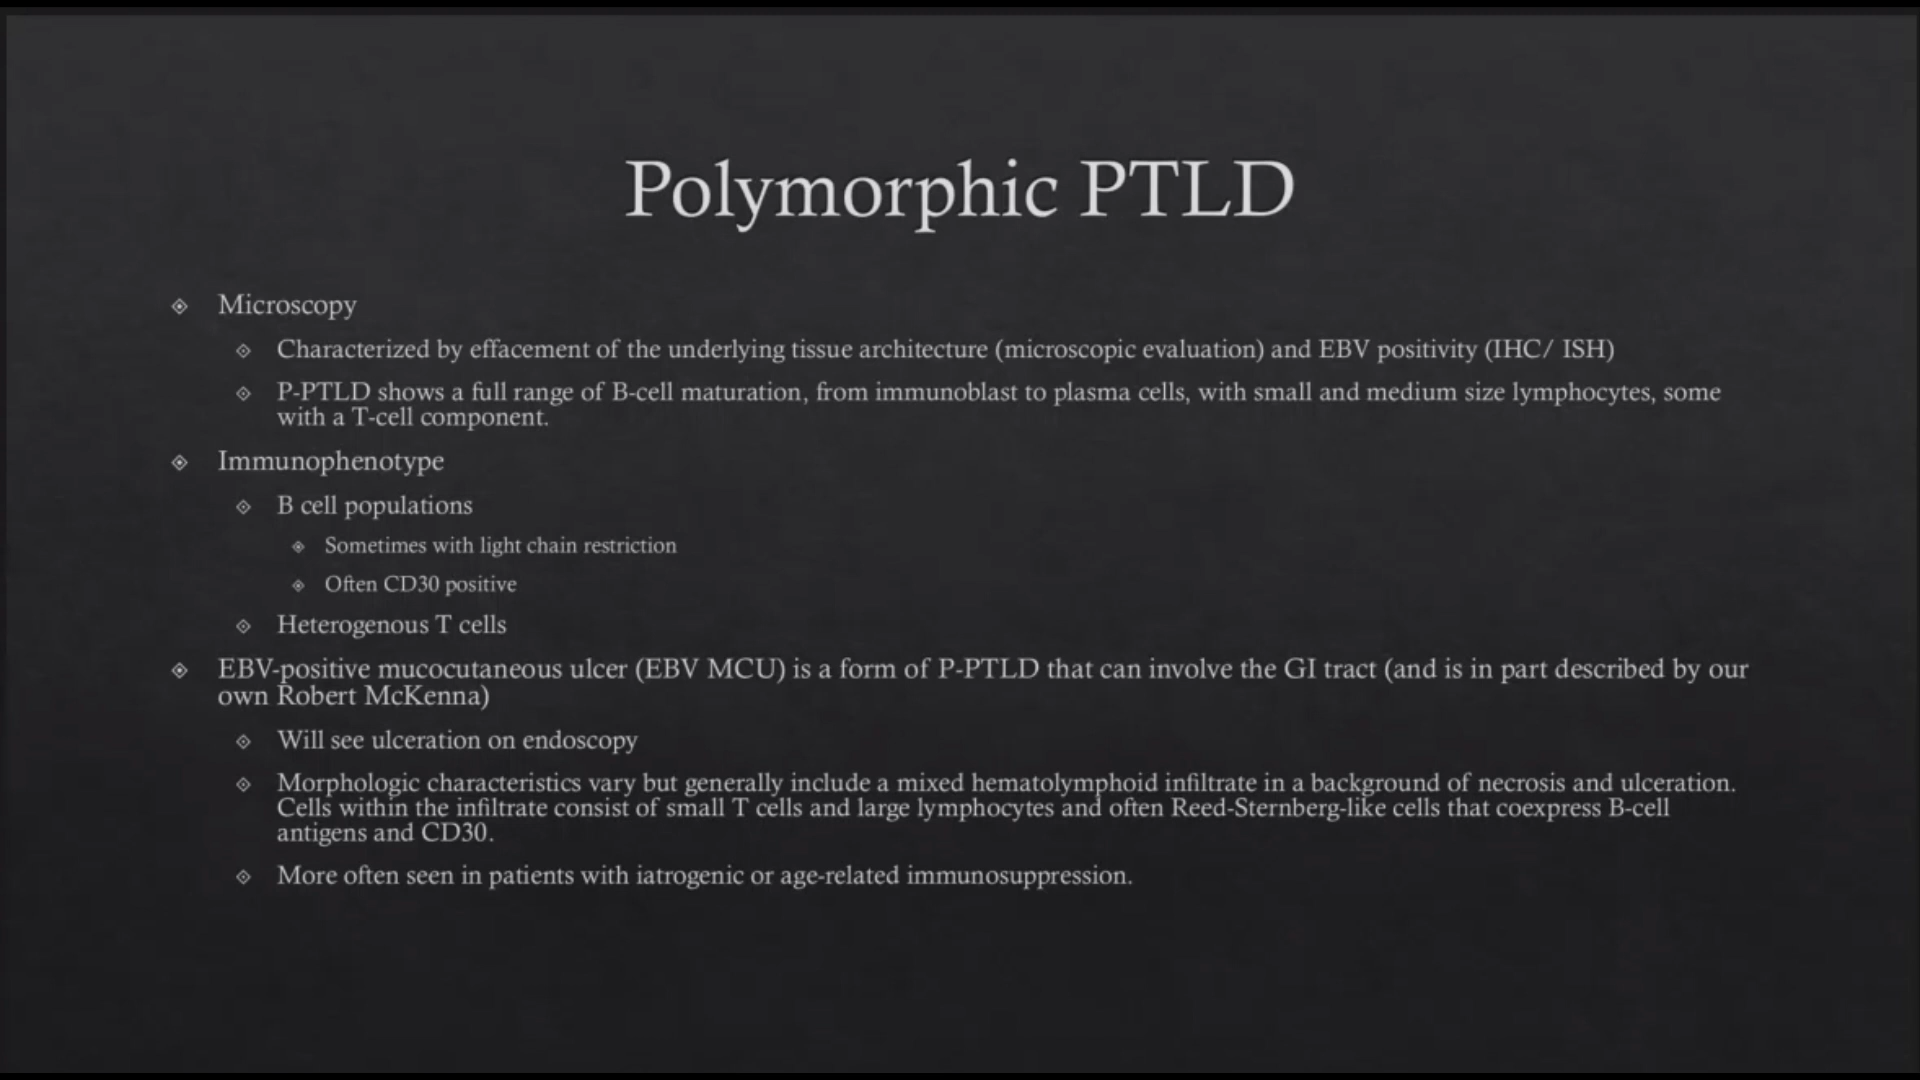 Polymorphic PTLD
Microscopy
Characterized by effacement of the underlying tissue architecture (microscopic evaluation) and EBV positivity (IHC/ ISH)
P-PTLD shows a full range of B-cell maturation, from immunoblast to plasma cells, with small and medium size lymphocytes, some
with a T-cell component.
Immunophenotype
B cell populations
Sometimes with light chain restriction
Often CD30 positive
Heterogenous T cells
EBV-positive mucocutaneous ulcer (EBV MCU) is a form of P-PTLD that can involve the GI tract (and is in part described by our
own Robert McKenna)
Will see ulceration on endoscopy
Morphologic characteristics vary but generally include a mixed hematolymphoid infiltrate in a background of necrosis and ulceration.
Cells within the infiltrate consist of small T cells and large lymphocytes and often Reed-Sternberg-like cells that coexpress B-cell
antigens and CD30.
More often seen in patients with iatrogenic or age-related immunosuppression.